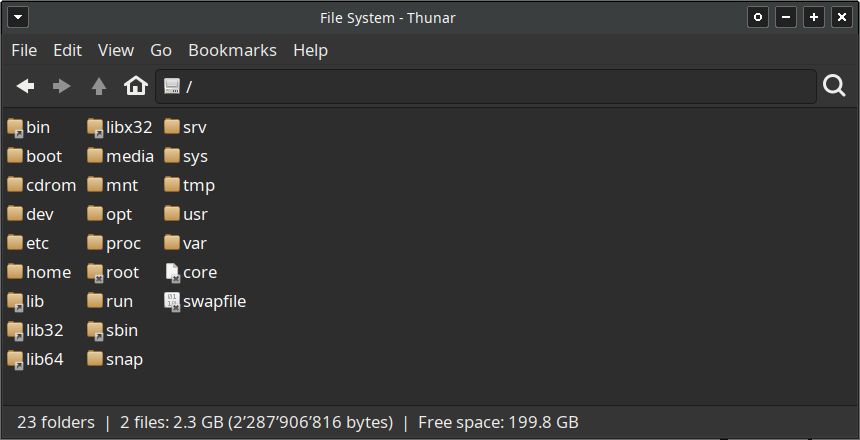 File System - Thunar
File Edit View Go Bookmarks Help
/
bin libx32 srv
boot media sys
cdrom mnt tmp
dev opt usr
etc proc var
home root core
lib run swapfile
lib32 sbin
lib64 snap
23 folders | 2 files: 2.3 GB (2’287’906’816 bytes) | Free space: 199.8 GB